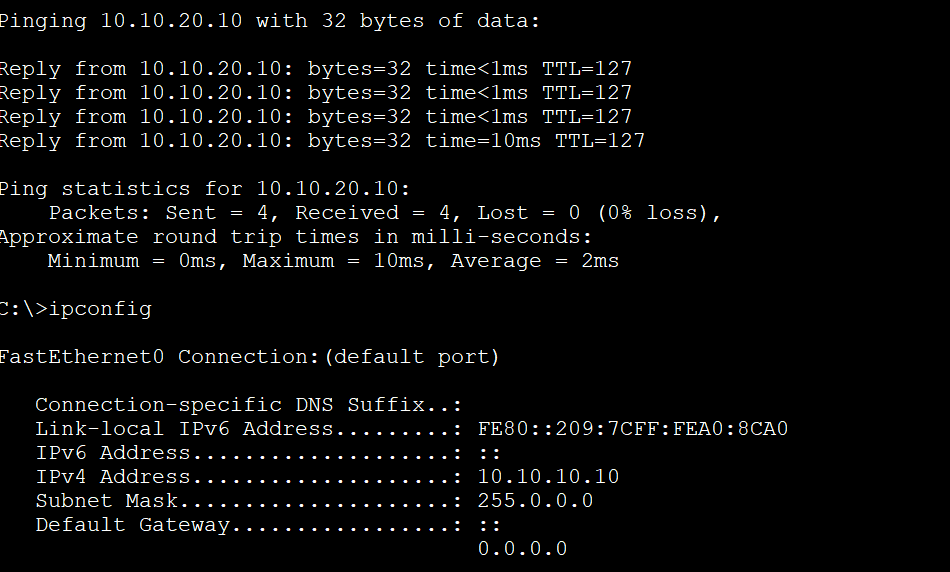 Pinging 10.10.20.10 with 32 bytes of data:
Reply from 10.10.20.10: bytes=32 time<1ms TTL=127
Reply from 10.10.20.10: bytes=32 time<1ms TTL=127
Reply from 10.10.20.10: bytes=32 time<1ms TTL=127
Reply from 10.10.20.10: bytes=32 time=10ms TTL=127
Ping statistics for 10.10.20.10:
Packets: Sent = 4, Received = 4, Lost = 0 (0% loss),
Approximate round trip times in milli-seconds:
Minimum = 0ms, Maximum = 10ms, Average = 2ms
C:\>ipconfig
FastEthernet0 Connection:(default port)
Connection-specific DNS Suffix..:
Link-local IPv6 Address.........: FE80::209:7CFF:FEA0:8CA0
IPv6 Address....................: ::
IPv4 Address....................: 10.10.10.10
Subnet Mask.....................: 255.0.0.0
Default Gateway.................: ::
0.0.0.0